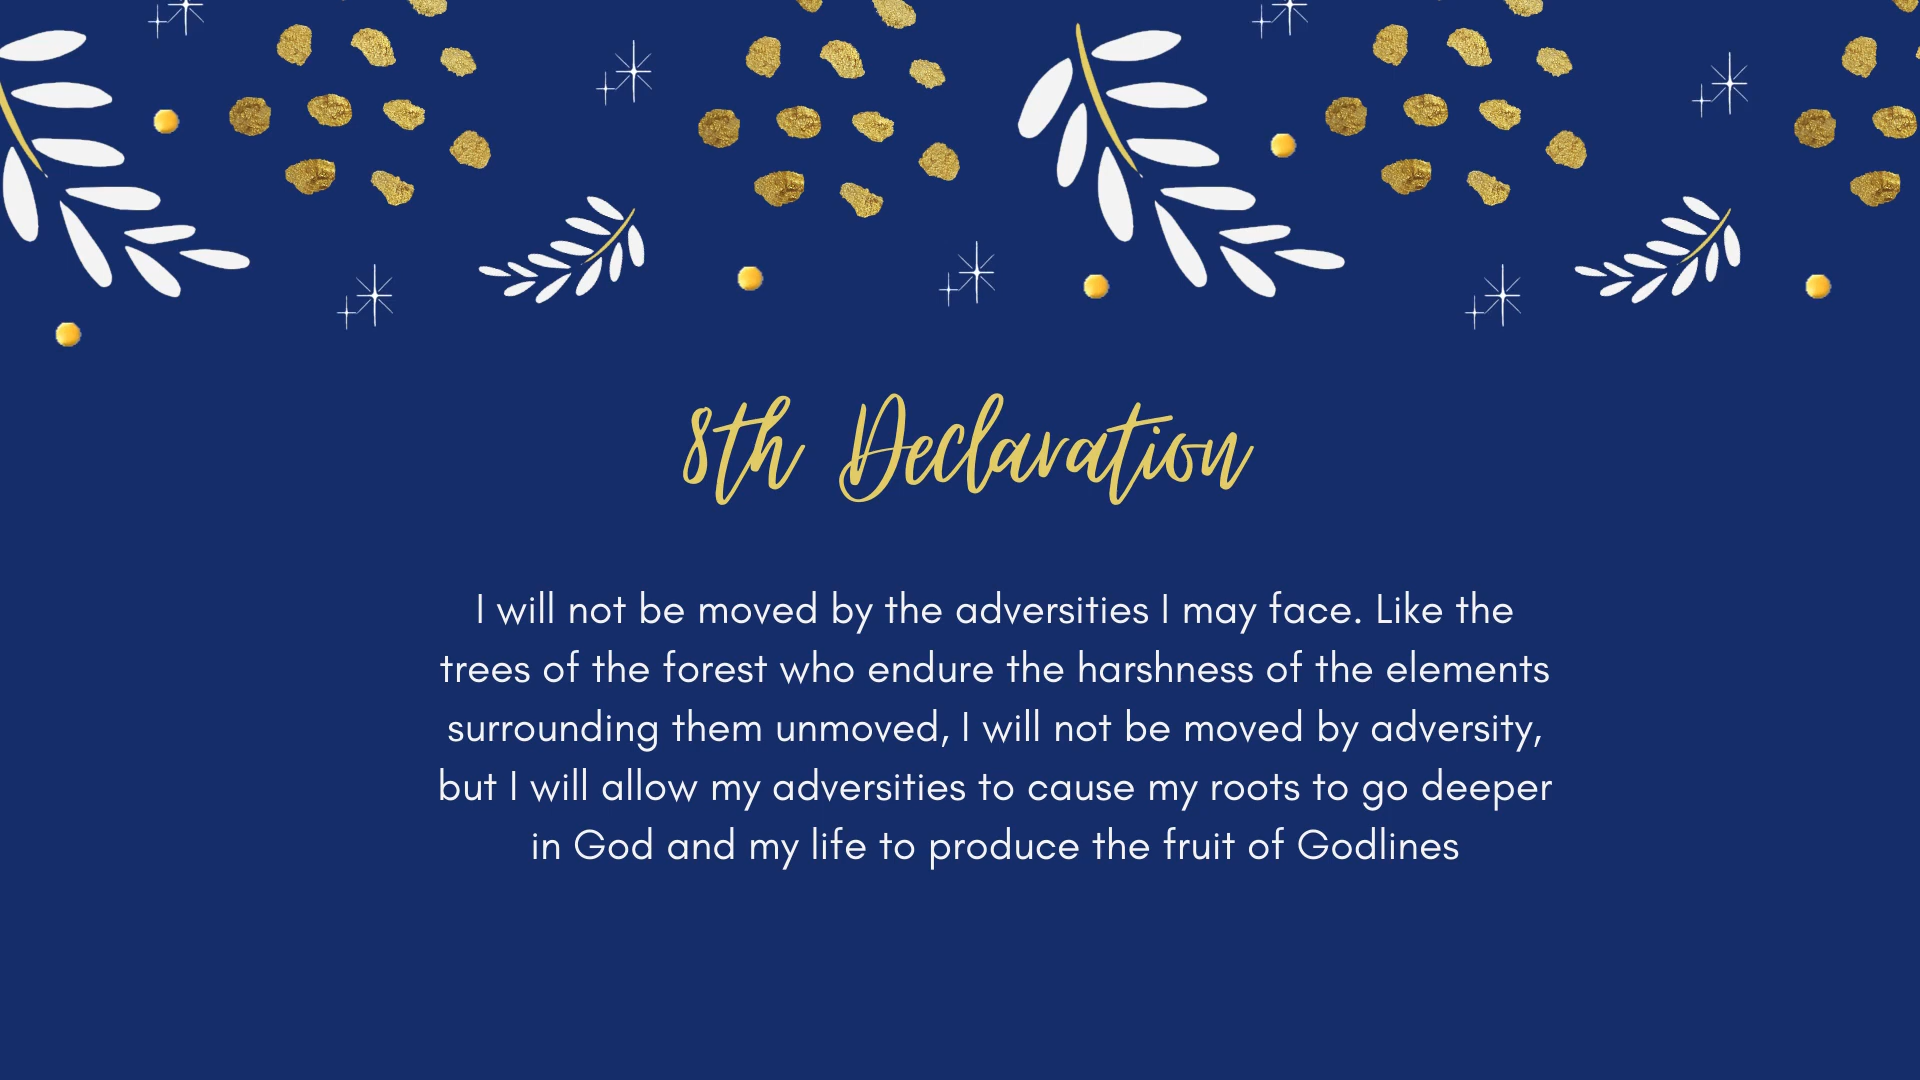 8th Declaration
I will not be moved by the adversities I may face. Like the
trees of the forest who endure the harshness of the elements
surrounding them unmoved, I will not be moved by adversity,
but I will allow my adversities to cause my roots to go deeper
in God and my life to produce the fruit of Godlines